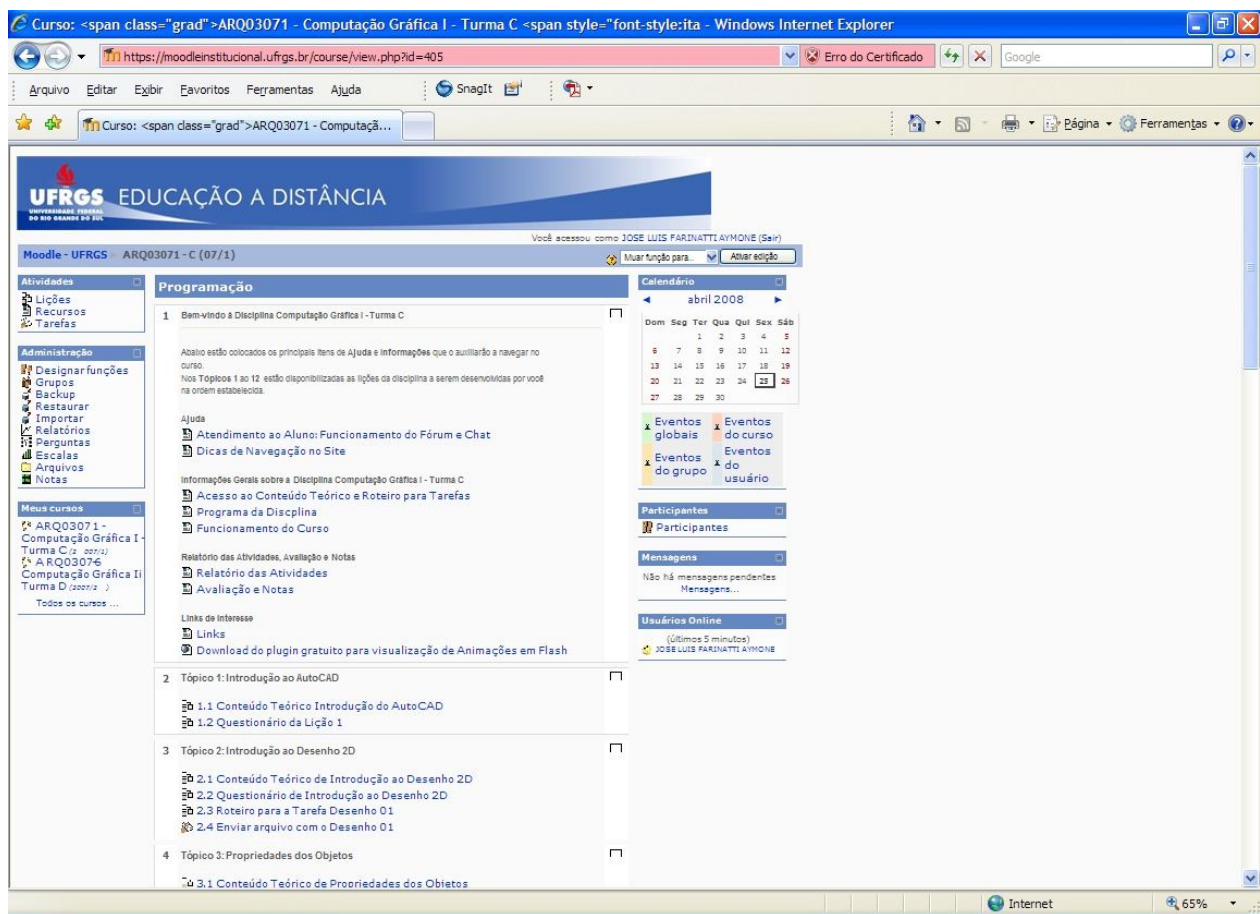 Curso: <span class="grad">ARQ03071 - Computação Gráfica I - Turma C <span style="font-style:ita - Windows Internet Explorer
https://moodleinstitucional.ufrgs.br/course/view.php?id=405
Erro do Certificado
Google
Arquivo Editar Exibir Favoritos Ferramentas Ajuda
SnagIt
Curso: <span class="grad">ARQ03071 - Computaçã...
Página
Ferramentas
UFRGS
UNIVERSIDADE FEDERAL
DO RIO GRANDE DO SUL
EDUCAÇÃO A DISTÂNCIA
Você acessou como JOSE LUIS FARINATTI AYMONE (Sair)
Moodle - UFRGS ► ARQ03071 - C (07/1)
Muar função para...
Ativar edição
Atividades
Lições
Recursos
Tarefas
Administração
Designar funções
Grupos
Backup
Restaurar
Importar
Relatórios
Perguntas
Escalas
Arquivos
Notas
Meus cursos
ARQ03071 -
Computação Gráfica I -
Turma C
ARQ03076
Computação Gráfica Ii
Turma D
Todos os cursos ...
Programação
1 Bem-vindo à Disciplina Computação Gráfica I - Turma C
Abaixo estão colocados os principais itens de Ajuda e Informações que o auxiliarão a navegar no
curso.
Nos Tópicos 1 ao 12 estão disponibilizadas as lições da disciplina a serem desenvolvidas por você
na ordem estabelecida.
Ajuda
Atendimento ao Aluno: Funcionamento do Fórum e Chat
Dicas de Navegação no Site
Informações Gerais sobre a Disciplina Computação Gráfica I - Turma C
Acesso ao Conteúdo Teórico e Roteiro para Tarefas
Programa da Discplina
Funcionamento do Curso
Relatório das Atividades, Avaliação e Notas
Relatório das Atividades
Avaliação e Notas
Links de Interesse
Links
Download do plugin gratuito para visualização de Animações em Flash
2 Tópico 1: Introdução ao AutoCAD
1.1 Conteúdo Teórico Introdução do AutoCAD
1.2 Questionário da Lição 1
3 Tópico 2: Introdução ao Desenho 2D
2.1 Conteúdo Teórico de Introdução ao Desenho 2D
2.2 Questionário de Introdução ao Desenho 2D
2.3 Roteiro para a Tarefa Desenho 01
2.4 Enviar arquivo com o Desenho 01
4 Tópico 3: Propriedades dos Objetos
3.1 Conteúdo Teórico de Propriedades dos Objetos
Calendário
abril 2008
Dom Seg Ter Qua Qui Sex Sáb
1 2 3 4 5
6 7 8 9 10 11 12
13 14 15 16 17 18 19
20 21 22 23 24 25 26
27 28 29 30
Eventos globais
Eventos do curso
Eventos do grupo
Eventos do usuário
Participantes
Participantes
Mensagens
Não há mensagens pendentes
Mensagens...
Usuários Online
(últimos 5 minutos)
JOSE LUIS FARINATTI AYMONE
Internet
65%